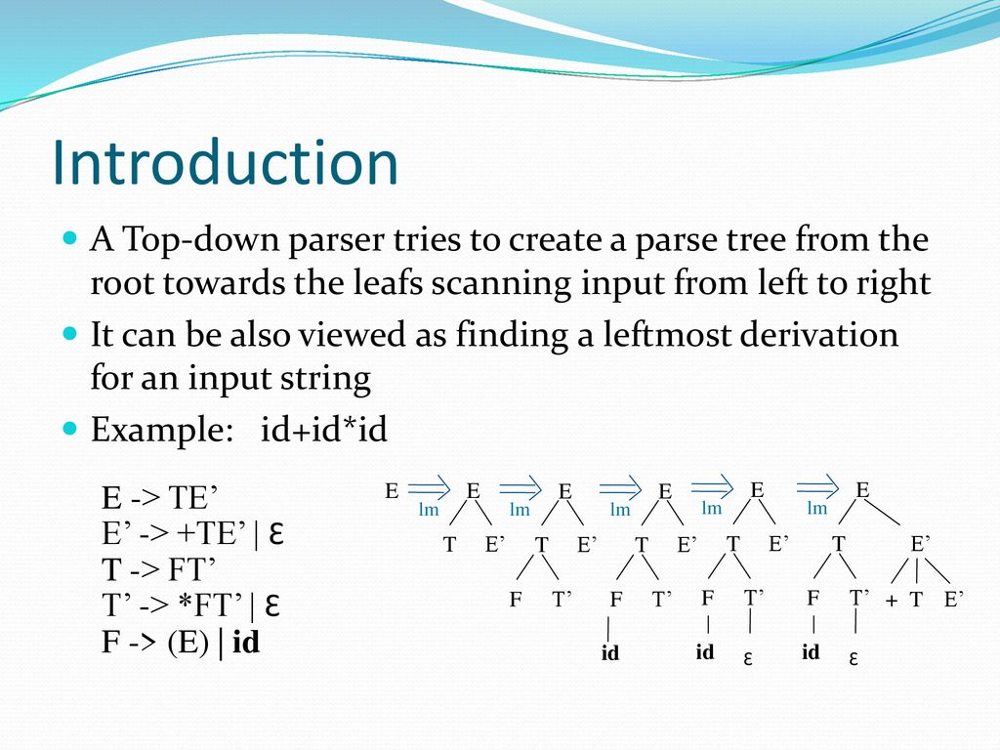 Introduction
A Top-down parser tries to create a parse tree from the
root towards the leafs scanning input from left to right
It can be also viewed as finding a leftmost derivation
for an input string
Example: id+id*id
E -> TE’
E’ -> +TE’ | Ɛ
T -> FT’
T’ -> *FT’ | Ɛ
F -> (E) | id
E lm E lm E lm E lm E lm E
T E’ T E’ T E’ T E’ T E’
F T’ F T’ F T’ F T’ + T E’
id id Ɛ id Ɛ